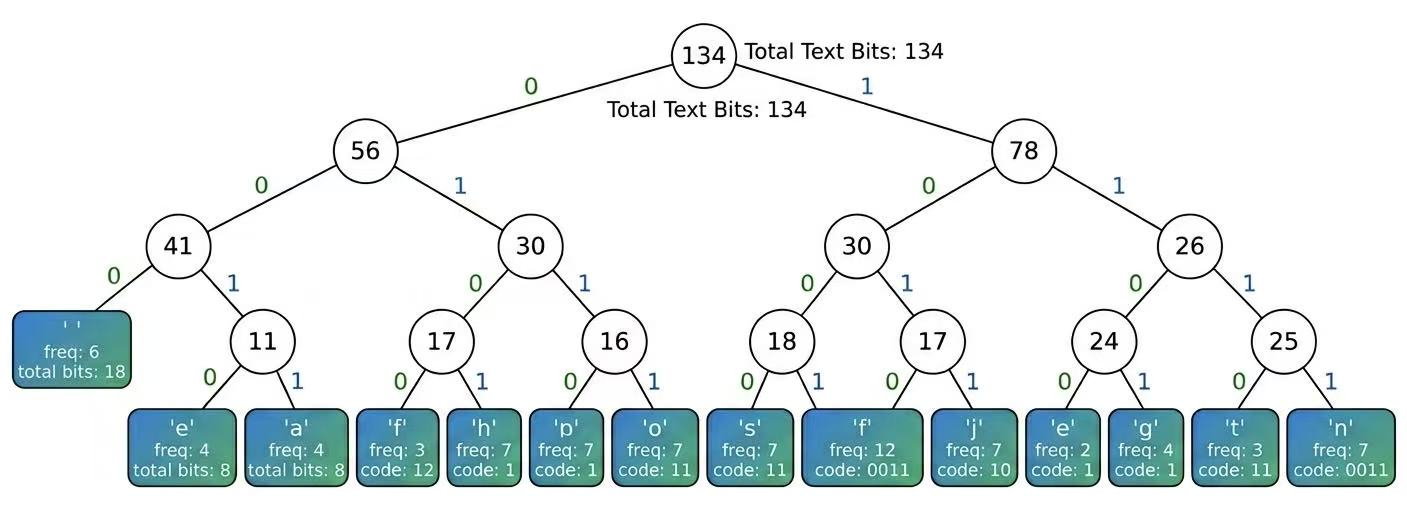 134 Total Text Bits: 134
0 1
Total Text Bits: 134
56 78
0 1 0 1
41 30 30 26
0 1 0 1 0 1 0 1
' '
freq: 6
total bits: 18
11 17 16 18 17 24 25
0 1 0 1 0 1 0 1 0 1 0 1 0 1
'e'
freq: 4
total bits: 8
'a'
freq: 4
total bits: 8
'f'
freq: 3
code: 12
'h'
freq: 7
code: 1
'p'
freq: 7
code: 1
'o'
freq: 7
code: 11
's'
freq: 7
code: 11
'f'
freq: 12
code: 0011
'j'
freq: 7
code: 10
'e'
freq: 2
code: 1
'g'
freq: 4
code: 1
't'
freq: 3
code: 11
'n'
freq: 7
code: 0011